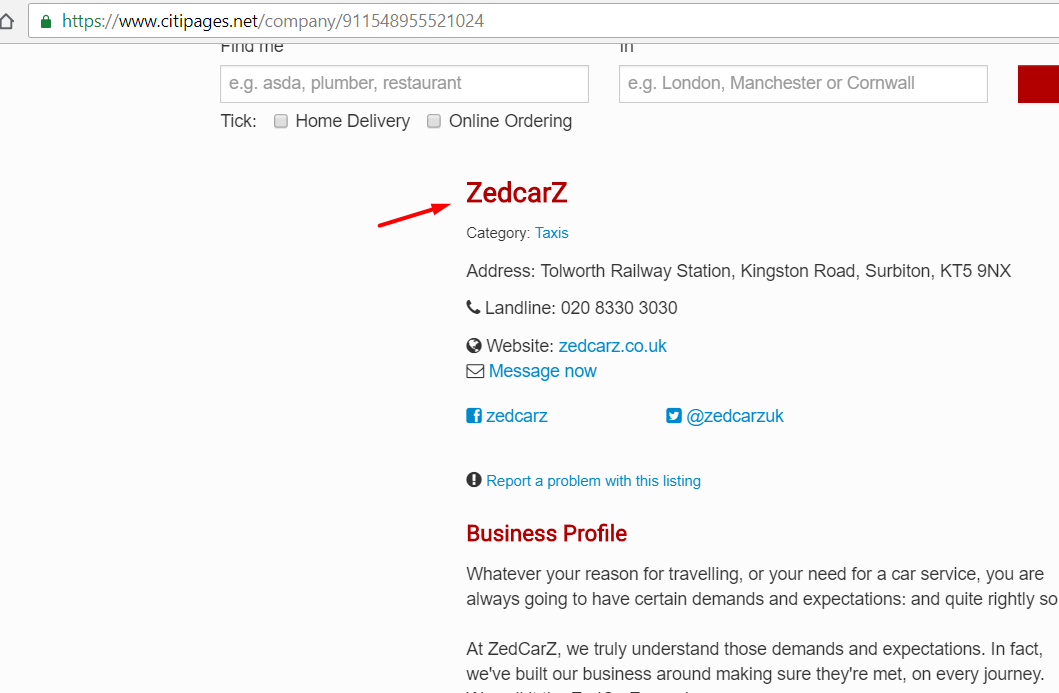 https://www.citipages.net/company/911548955521024
Find me
In
e.g. asda, plumber, restaurant
e.g. London, Manchester or Cornwall
Tick: Home Delivery Online Ordering
ZedcarZ
Category: Taxis
Address: Tolworth Railway Station, Kingston Road, Surbiton, KT5 9NX
Landline: 020 8330 3030
Website: zedcarz.co.uk
Message now
zedcarz
@zedcarzuk
Report a problem with this listing
Business Profile
Whatever your reason for travelling, or your need for a car service, you are
always going to have certain demands and expectations: and quite rightly so
At ZedCarZ, we truly understand those demands and expectations. In fact,
we've built our business around making sure they're met, on every journey.